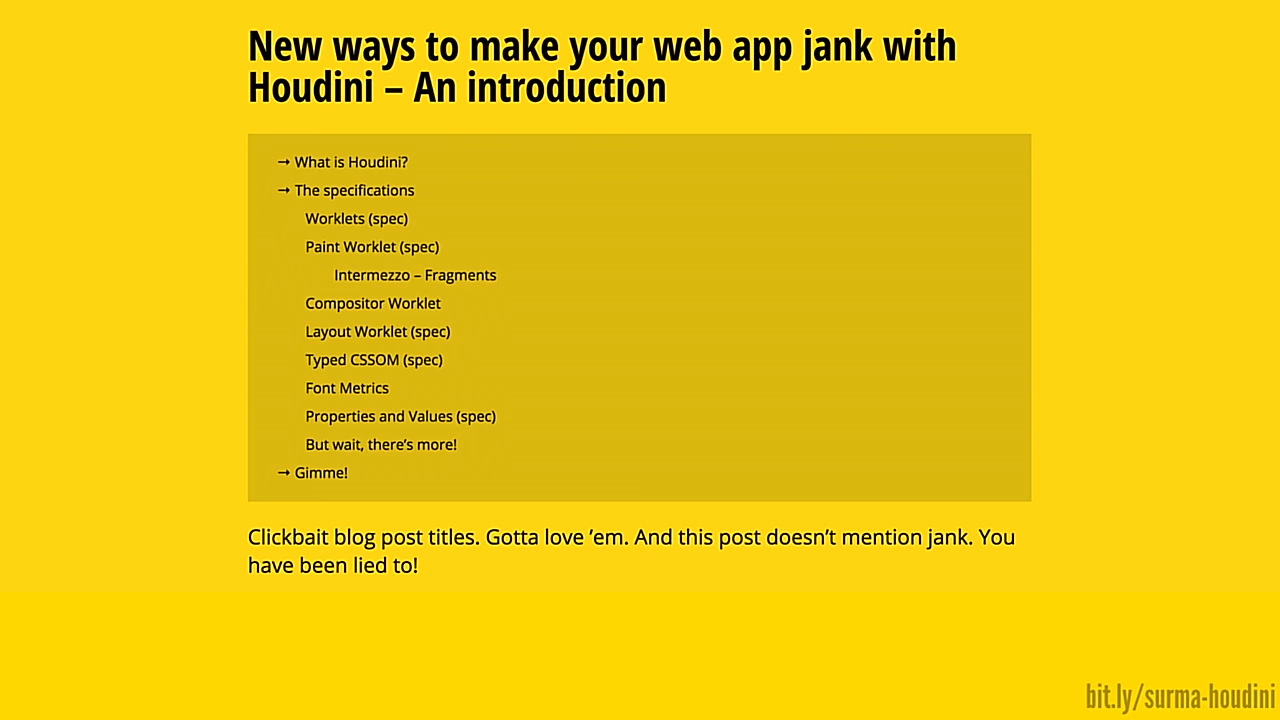 New ways to make your web app jank with
Houdini – An introduction
→ What is Houdini?
→ The specifications
Worklets (spec)
Paint Worklet (spec)
Intermezzo – Fragments
Compositor Worklet
Layout Worklet (spec)
Typed CSSOM (spec)
Font Metrics
Properties and Values (spec)
But wait, there’s more!
→ Gimme!
Clickbait blog post titles. Gotta love ’em. And this post doesn’t mention jank. You
have been lied to!
bit.ly/surma-houdini